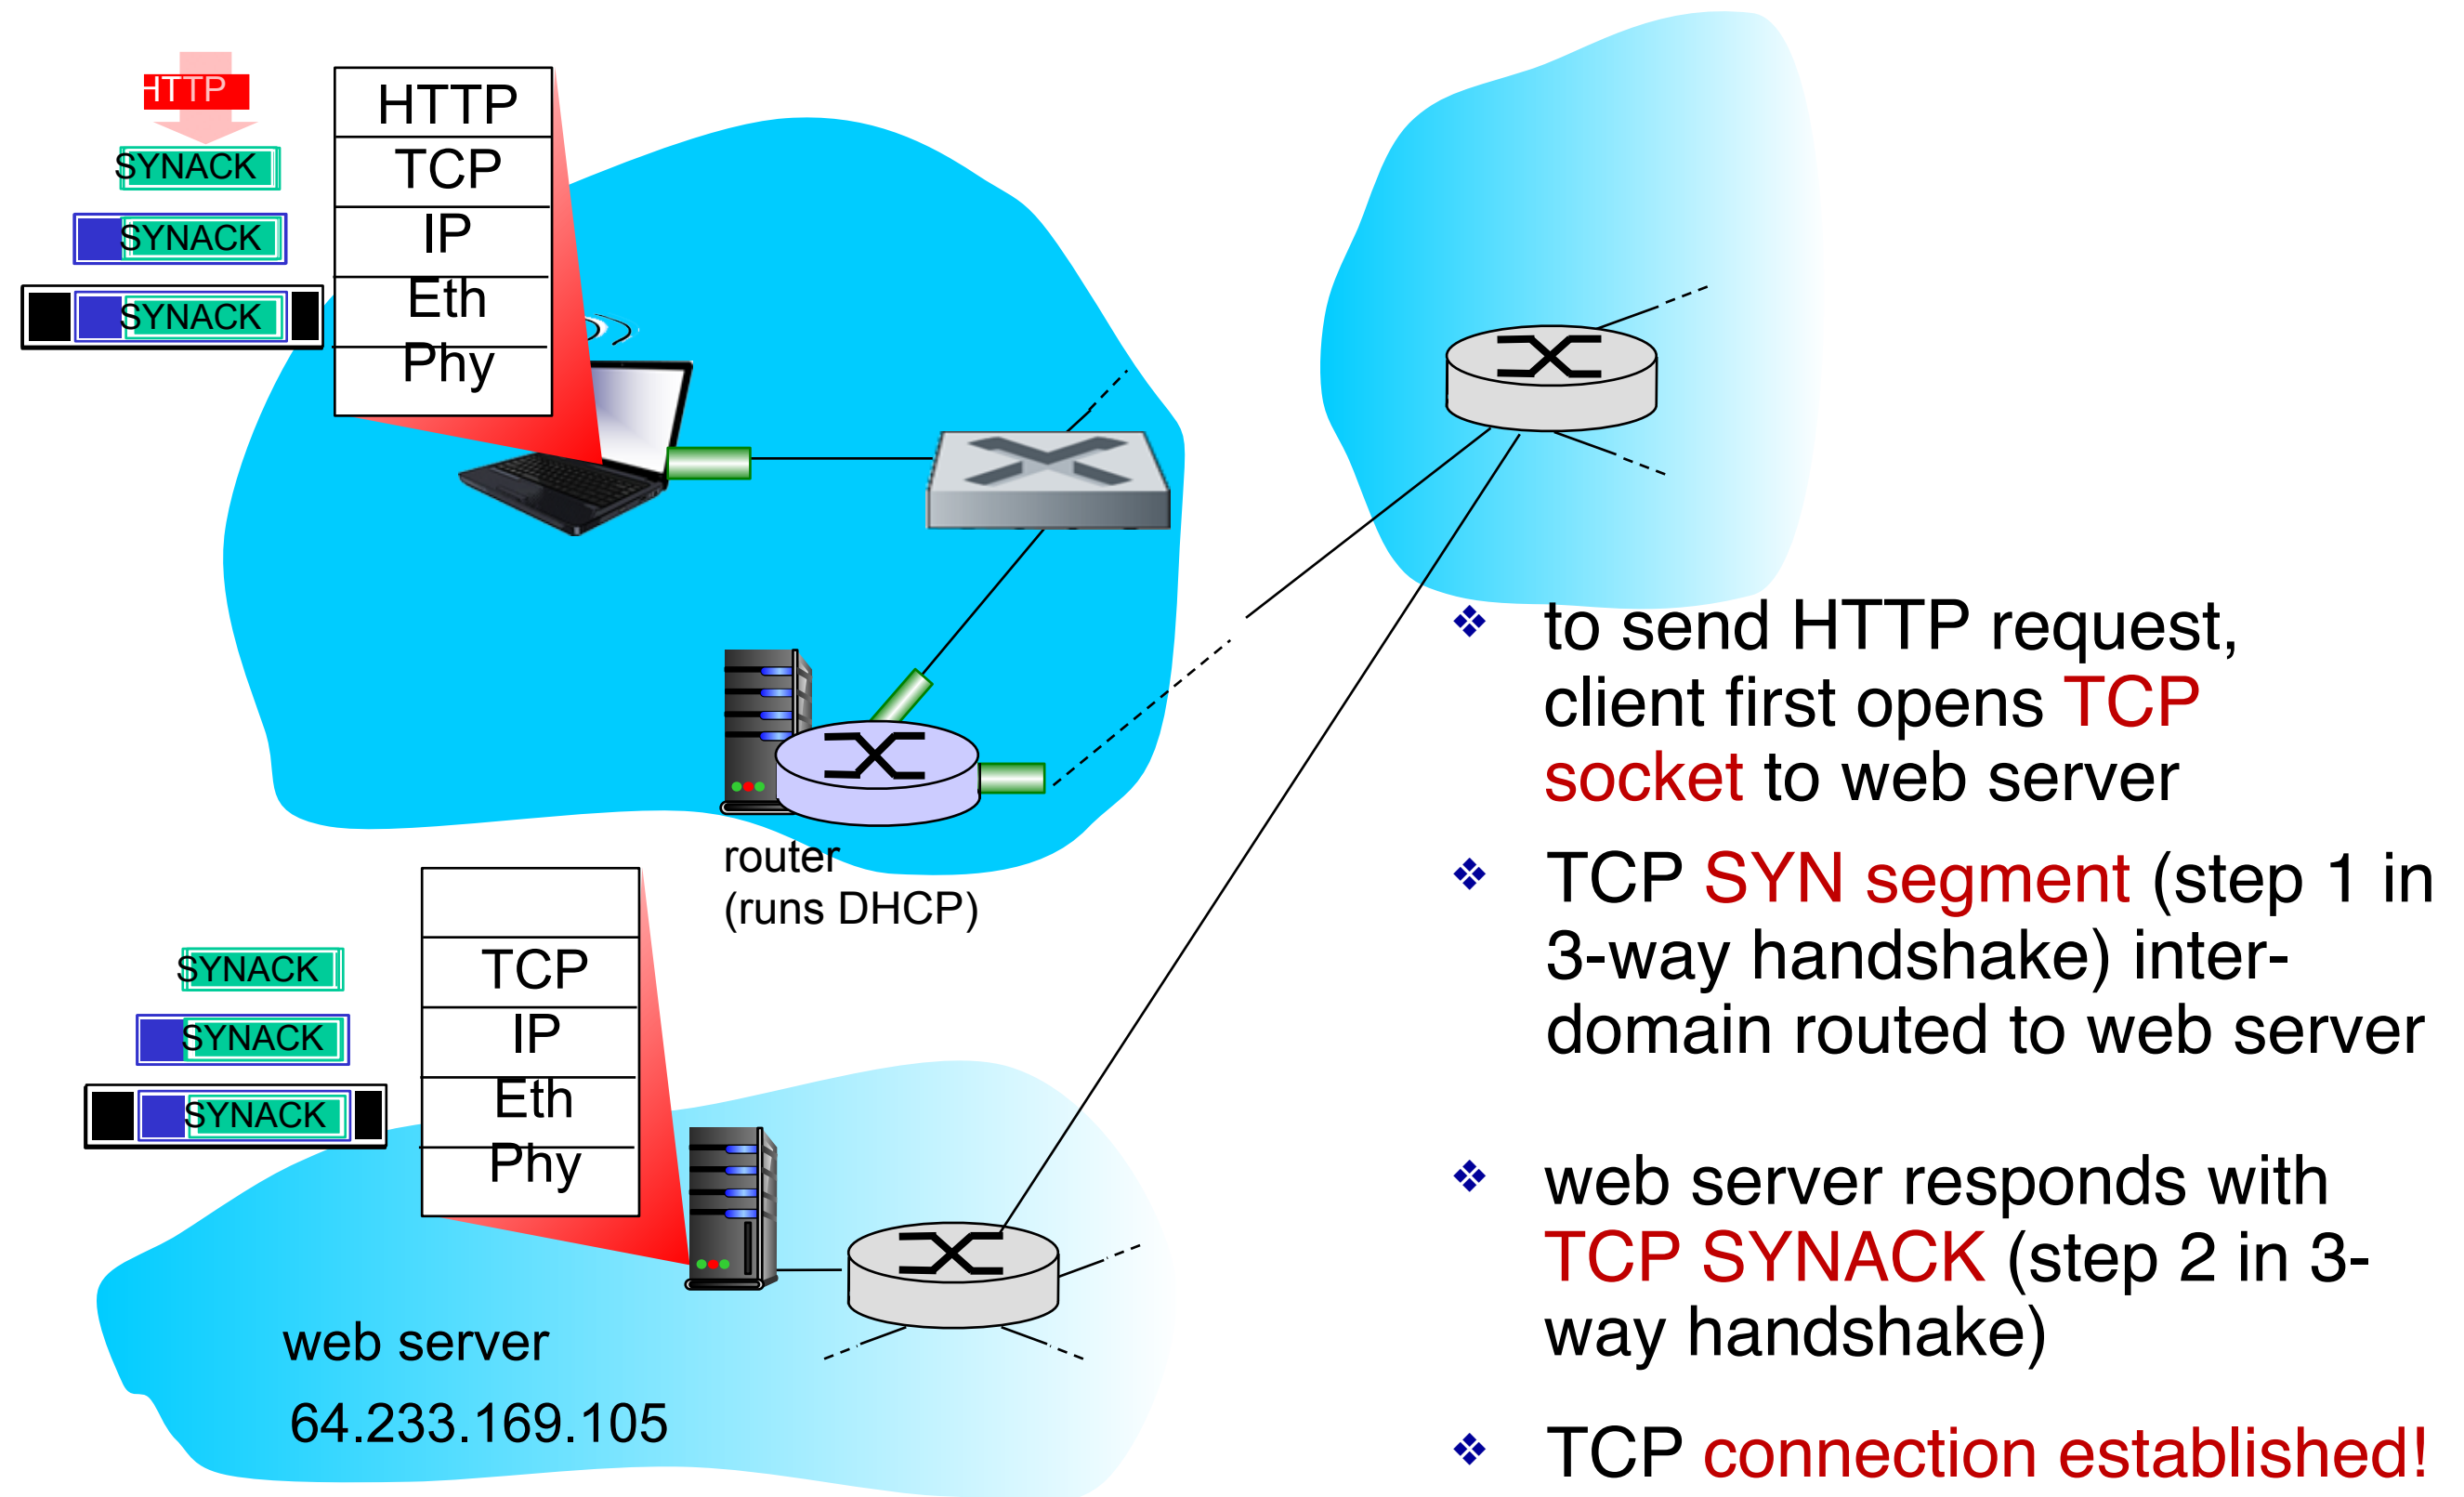 HTTP
SYNACK
SYNACK
SYNACK
HTTP
TCP
IP
Eth
Phy
router
(runs DHCP)
SYNACK
SYNACK
SYNACK
TCP
IP
Eth
Phy
web server
64.233.169.105
to send HTTP request,
client first opens TCP
socket to web server
TCP SYN segment (step 1 in
3-way handshake) inter-
domain routed to web server
web server responds with
TCP SYNACK (step 2 in 3-
way handshake)
TCP connection established!